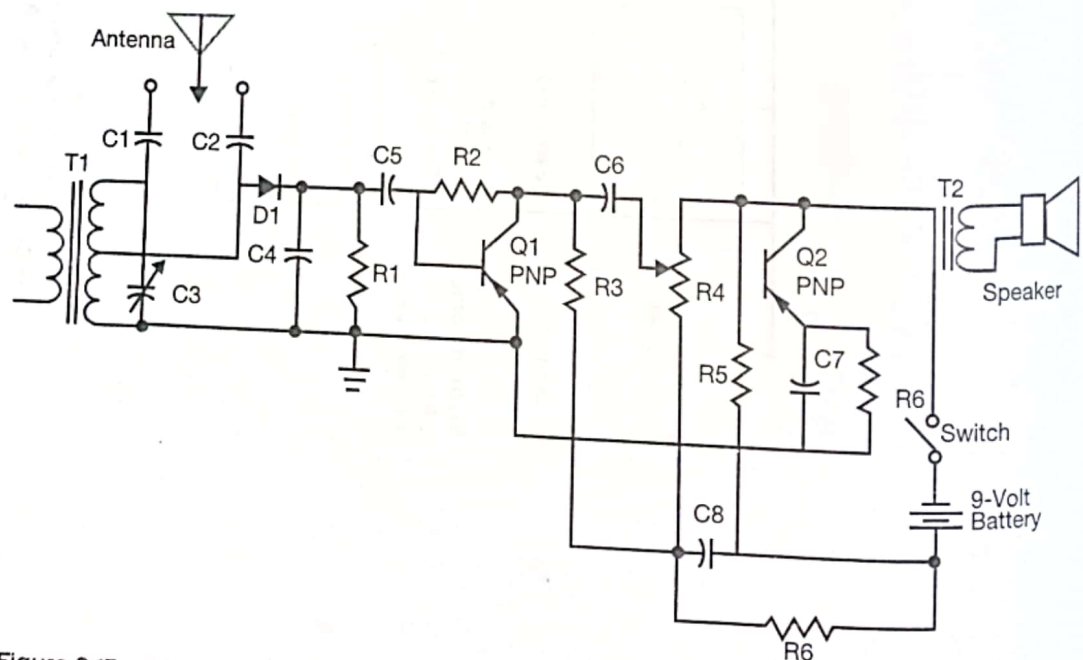 Antenna
C1
C2
T1
D1
C5
R2
C6
T2
C4
R1
Q1
PNP
R3
R4
Q2
PNP
Speaker
C3
R5
C7
R6
Switch
9-Volt
Battery
C8
R6